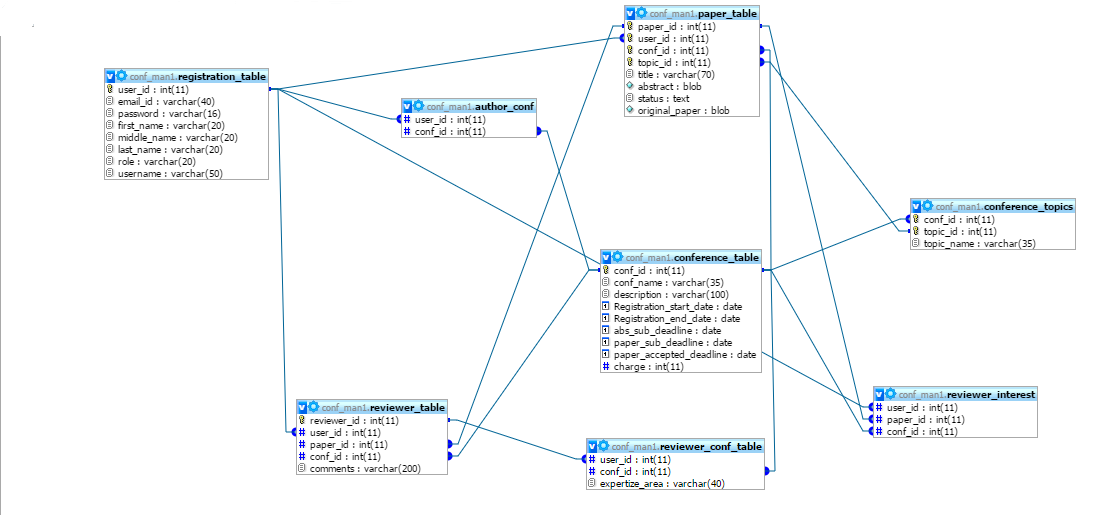 conf_man1.paper_table
paper_id : int(11)
user_id : int(11)
conf_id : int(11)
topic_id : int(11)
title : varchar(70)
abstract : blob
status : text
original_paper : blob
conf_man1.registration_table
user_id : int(11)
email_id : varchar(40)
password : varchar(16)
first_name : varchar(20)
middle_name : varchar(20)
last_name : varchar(20)
role : varchar(20)
username : varchar(50)
conf_man1.author_conf
user_id : int(11)
conf_id : int(11)
conf_man1.conference_topics
conf_id : int(11)
topic_id : int(11)
topic_name : varchar(35)
conf_man1.conference_table
conf_id : int(11)
conf_name : varchar(35)
description : varchar(100)
Registration_start_date : date
Registration_end_date : date
abs_sub_deadline : date
paper_sub_deadline : date
paper_accepted_deadline : date
charge : int(11)
conf_man1.reviewer_interest
user_id : int(11)
paper_id : int(11)
conf_id : int(11)
conf_man1.reviewer_table
reviewer_id : int(11)
user_id : int(11)
paper_id : int(11)
conf_id : int(11)
comments : varchar(200)
conf_man1.reviewer_conf_table
user_id : int(11)
conf_id : int(11)
expertize_area : varchar(40)